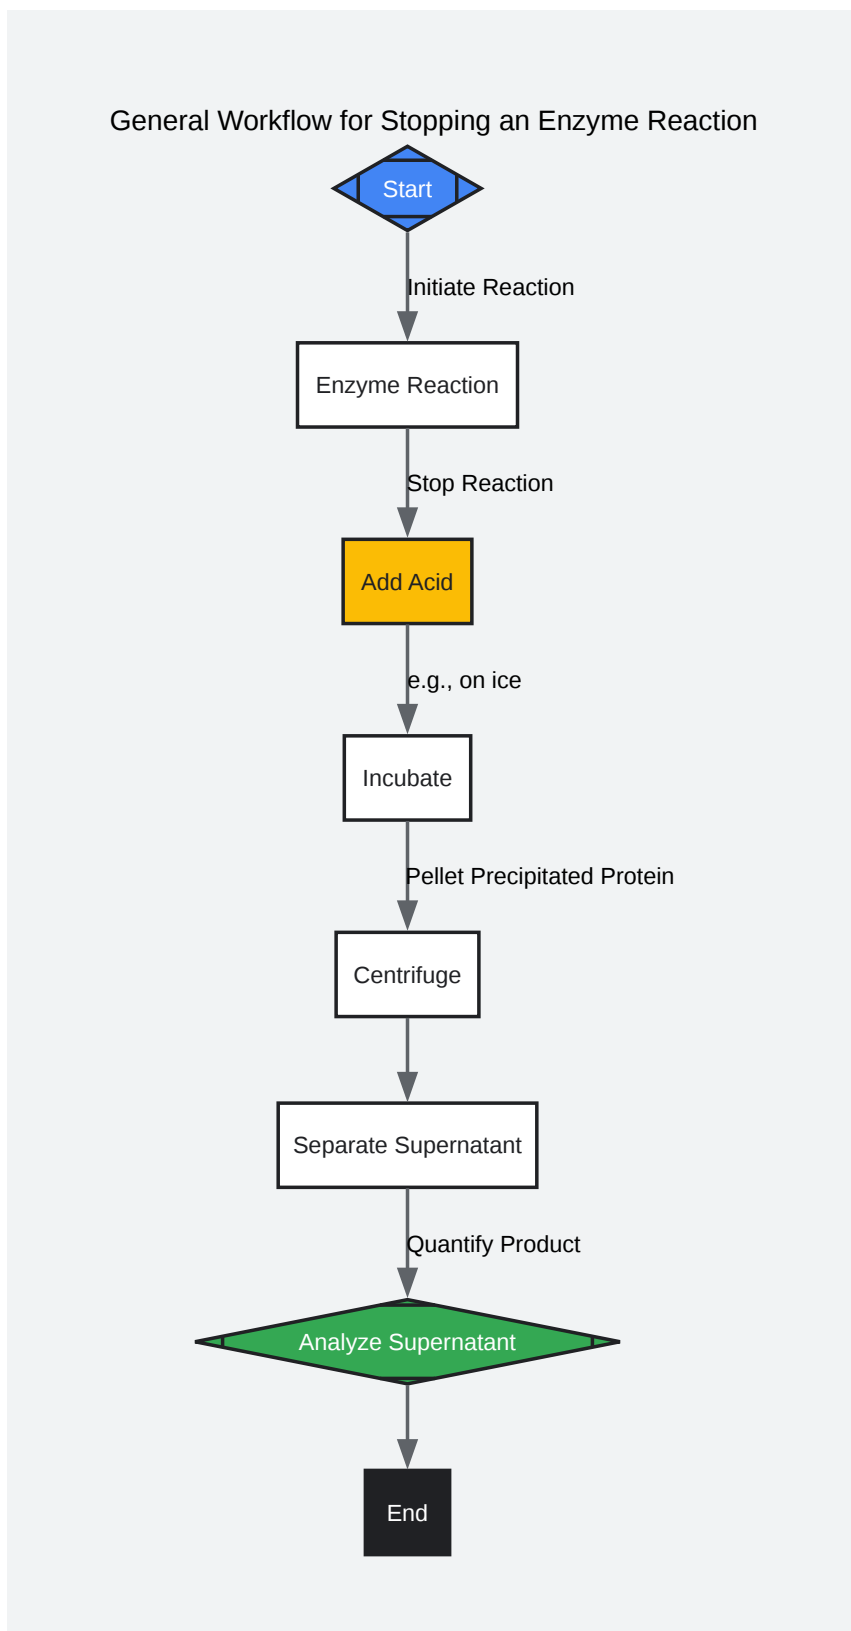 General Workflow for Stopping an Enzyme Reaction
Start
Initiate Reaction
Enzyme Reaction
Stop Reaction
Add Acid
e.g., on ice
Incubate
Pellet Precipitated Protein
Centrifuge
Separate Supernatant
Quantify Product
Analyze Supernatant
End